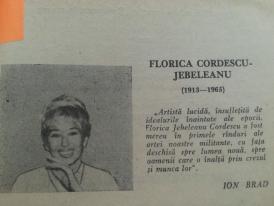 FLORICA CORDESCU-
JEBELEANU
(1913—1965)
„Artistă lucidă, însuflețită de
idealurile înaintate ale epocii,
Florica Jebeleanu Cordescu a fost
mereu în primele rînduri ale
artei noastre militante, cu fața
deschisă spre lumea nouă, spre
oamenii care o înalță prin crezul
și munca lor".
ION BRAD